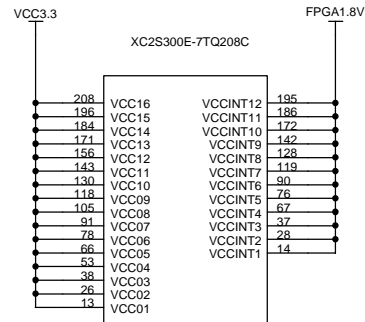 VCC3.3 FPGA1.8V
XC2S300E-7TQ208C
208 VCC16 VCCINT12 195
196 VCC15 VCCINT11 186
184 VCC14 VCCINT10 172
171 VCC13 VCCINT9 142
156 VCC12 VCCINT8 128
143 VCC11 VCCINT7 119
130 VCC10 VCCINT6 90
118 VCC09 VCCINT5 76
105 VCC08 VCCINT4 67
91 VCC07 VCCINT3 37
78 VCC06 VCCINT2 28
66 VCC05 VCCINT1 14
53 VCC04
38 VCC03
26 VCC02
13 VCC01